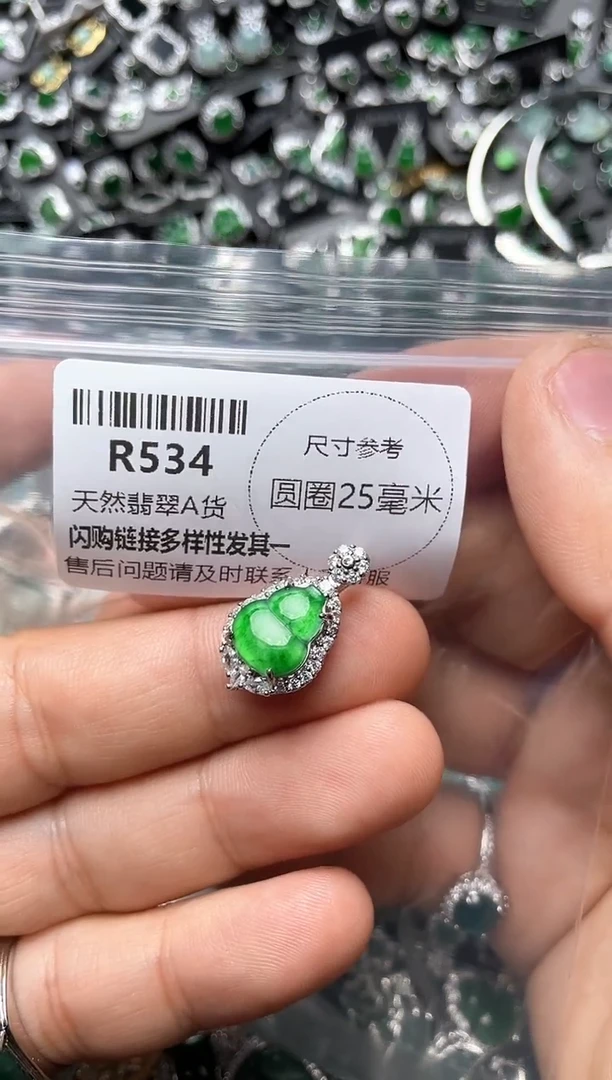 R534
天然翡翠A货
闪购链接多样性发其一
售后问题请及时联系
服
尺寸参考
圆圈25毫米